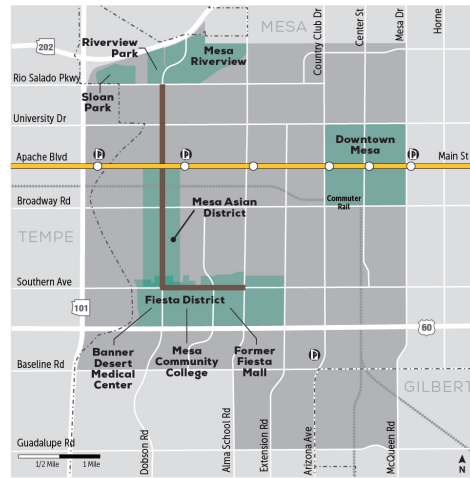 MESA
Country Club Dr
Center St
Mesa Dr
Horne
202
Riverview
Park
Mesa
Riverview
Rio Salado Pkwy
Sloan
Park
University Dr
Downtown
Mesa
Apache Blvd
Main St
Broadway Rd
Commuter
Rail
Mesa Asian
District
TEMPE
Southern Ave
101
Fiesta District
60
Banner
Desert
Medical
Center
Mesa
Community
College
Former
Fiesta
Mall
Baseline Rd
GILBERT
Guadalupe Rd
1/2 Mile
1 Mile
Dobson Rd
Alma School Rd
Extension Rd
Arizona Ave
McQueen Rd
N